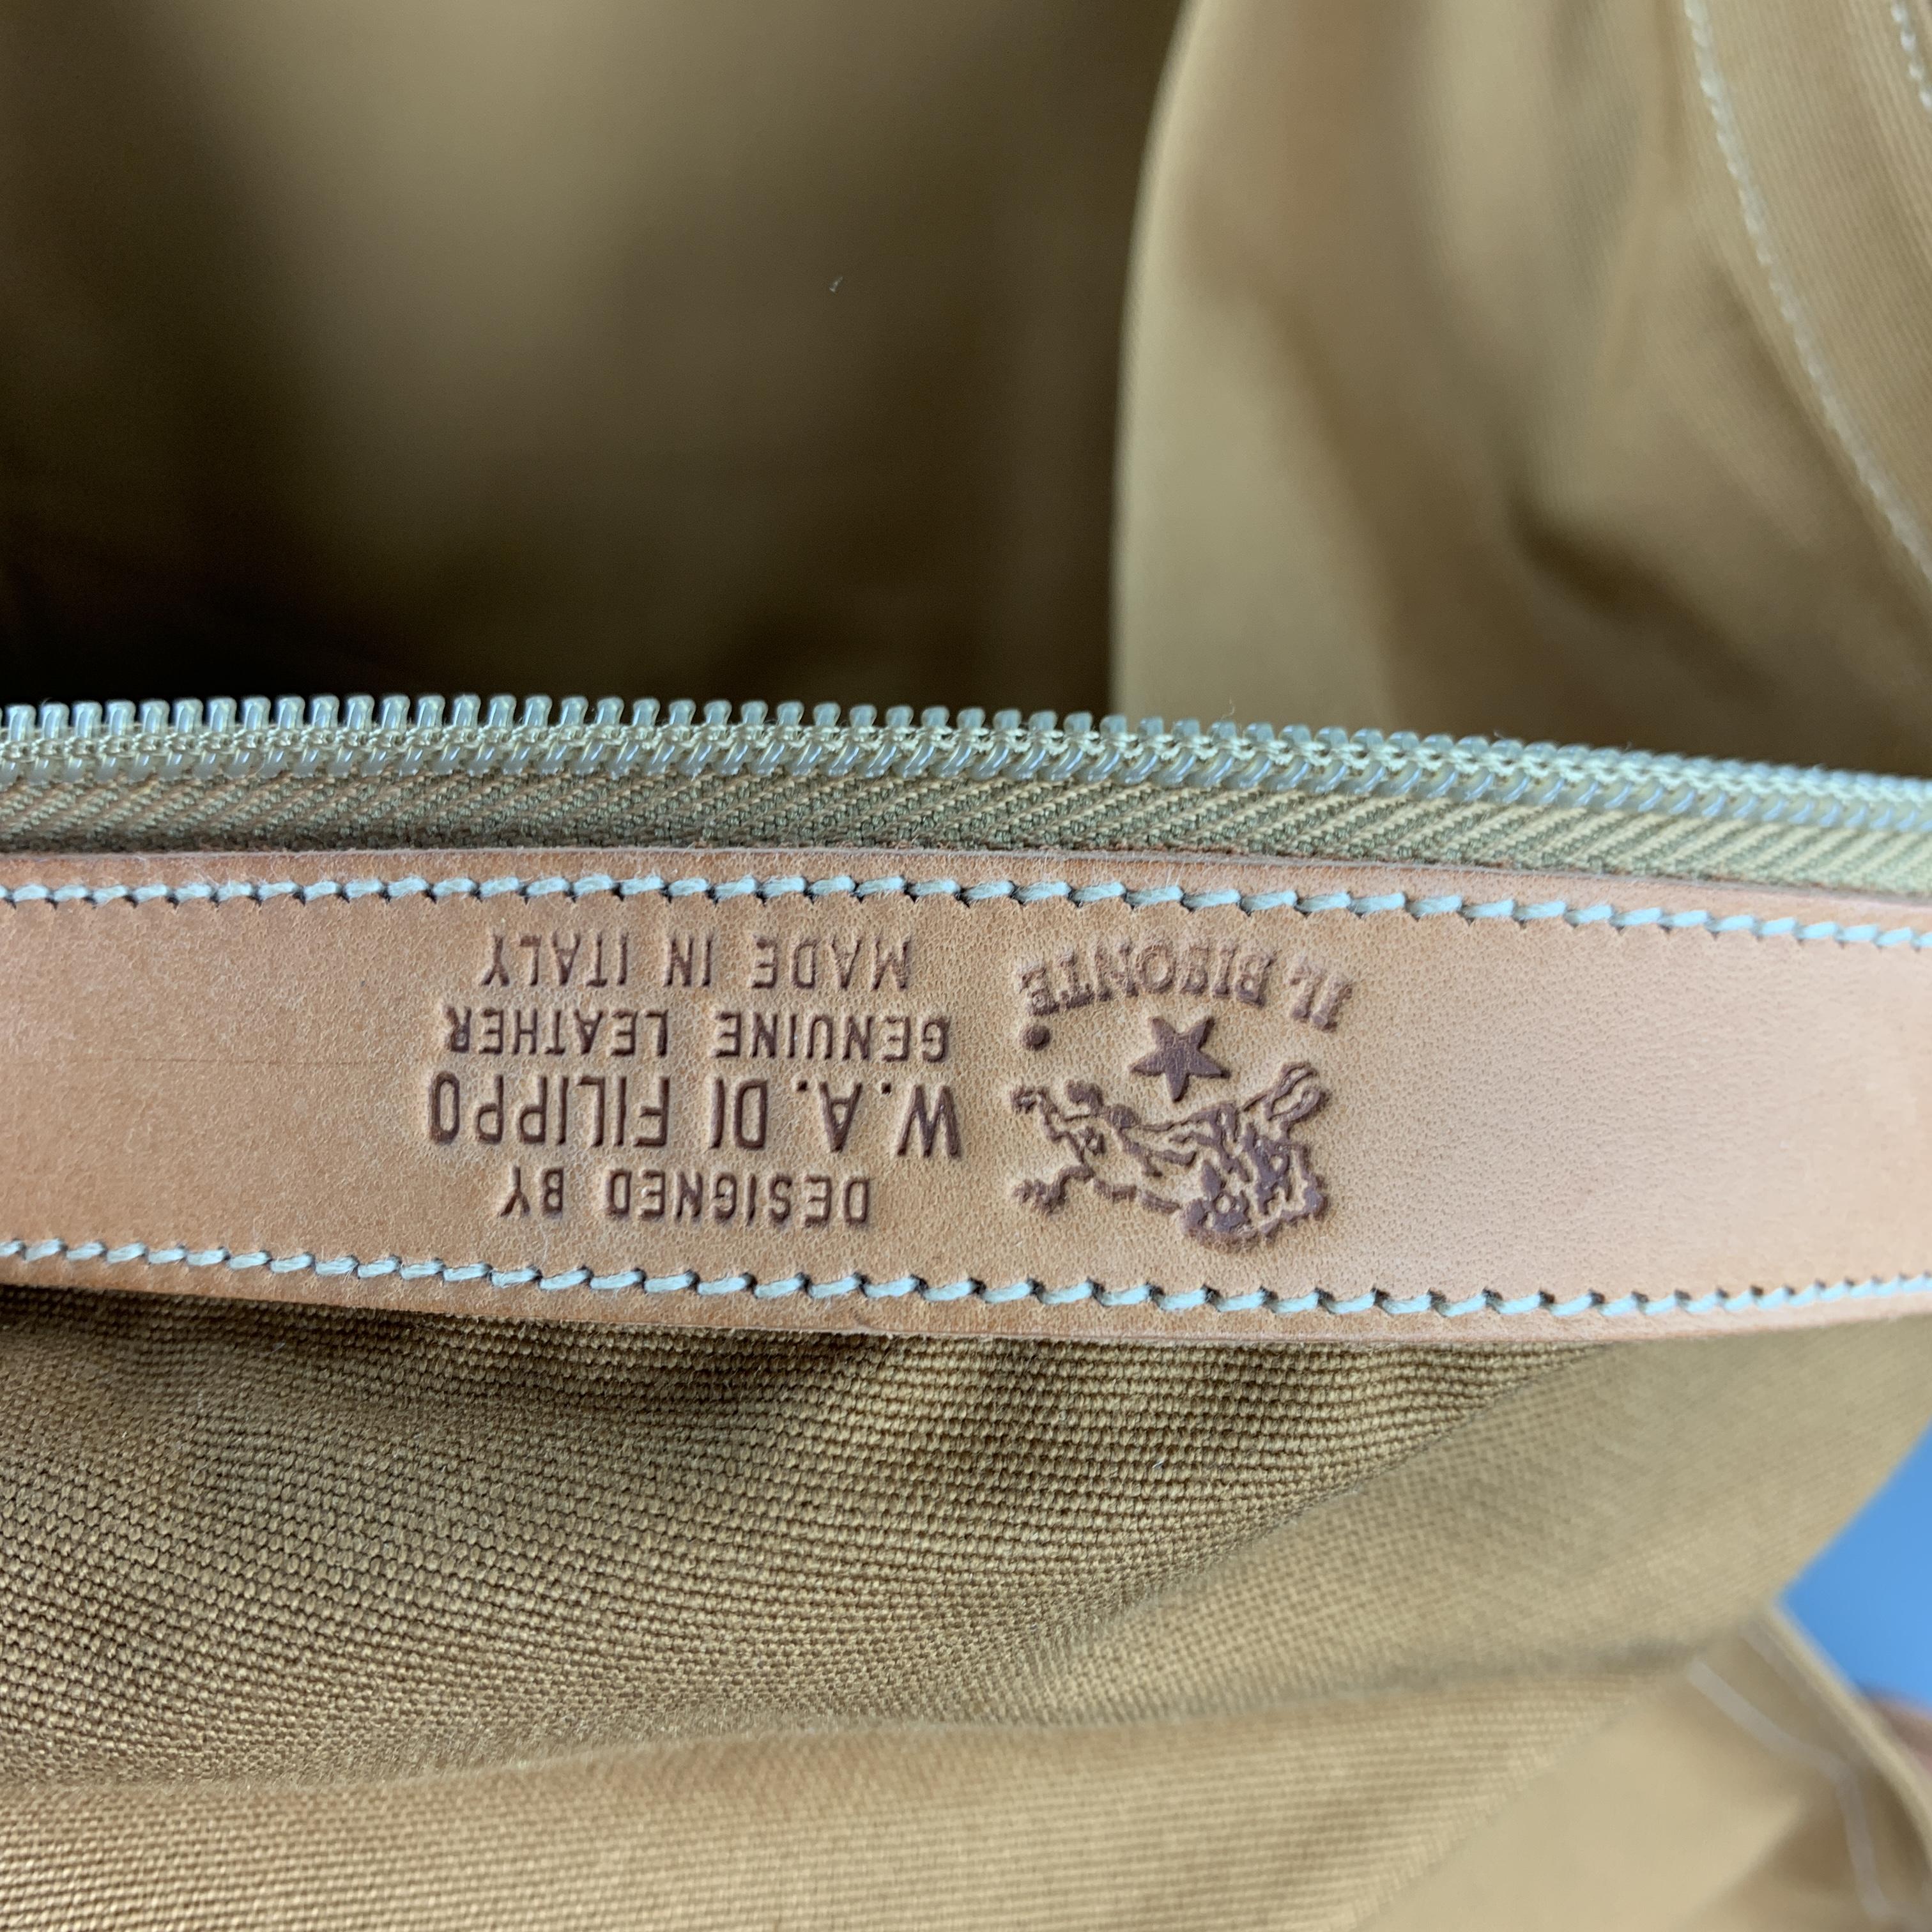 IL BISONTE
DESIGNED BY
W.A. DI FILIPPO
GENUINE LEATHER
MADE IN ITALY